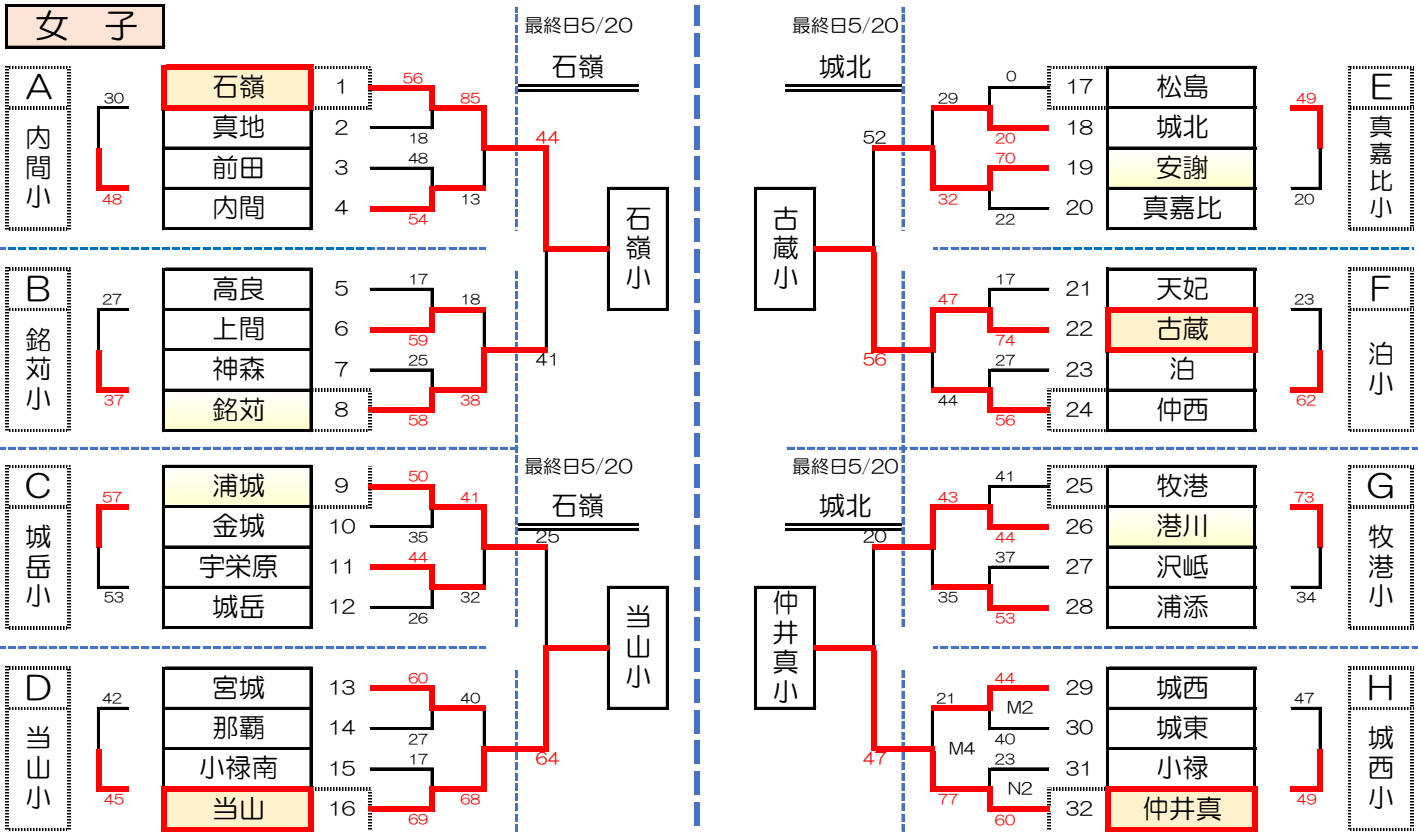 女 子
最終日5/20
石嶺
最終日5/20
城北
A
内間小
30
48
石嶺 1 56
真地 2 18
前田 3 48
内間 4 54
85
13
44
石嶺小
B
銘苅小
27
37
高良 5 17
上間 6 59
神森 7 25
銘苅 8 58
18
38
41
C
城岳小
57
53
浦城 9 50
金城 10 35
宇栄原 11 44
城岳 12 26
41
32
最終日5/20
石嶺
25
当山小
D
当山小
42
45
宮城 13 60
那覇 14 27
小禄南 15 17
当山 16 69
40
68
64
E
真嘉比小
49
20
0 17 松島
20 18 城北
70 19 安謝
22 20 真嘉比
29
32
52
古蔵小
F
泊小
23
62
17 21 天妃
74 22 古蔵
27 23 泊
56 24 仲西
47
44
56
最終日5/20
城北
20
G
牧港小
73
34
41 25 牧港
44 26 港川
37 27 沢岻
53 28 浦添
43
35
仲井真小
H
城西小
47
49
44 29 城西
M2
40 30 城東
23 31 小禄
N2
60 32 仲井真
21
M4
77
47